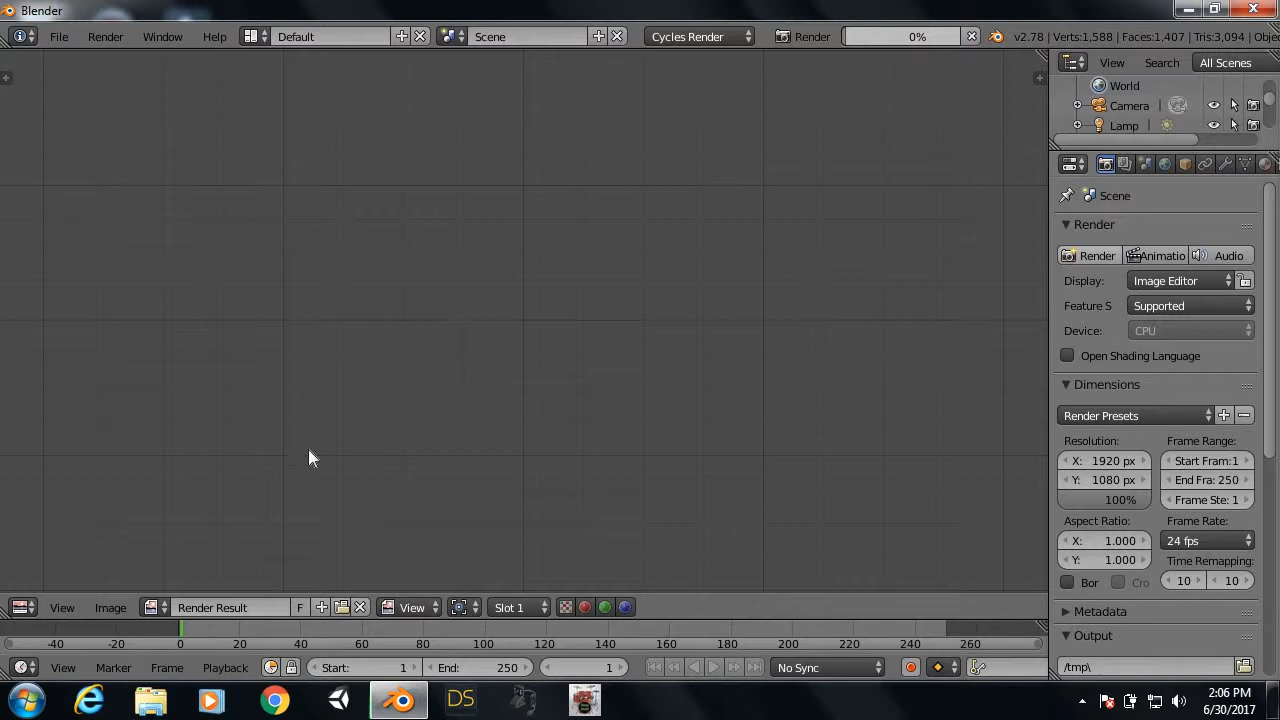 Blender
File Render Window Help Default Scene Cycles Render Render 0% v2.78 | Verts:1,588 | Faces:1,407 | Tris:3,094 | Objec
View Search All Scenes
World
Camera
Lamp
Scene
Render
Render Animatio Audio
Display: Image Editor
Feature S Supported
Device: CPU
Open Shading Language
Dimensions
Render Presets
Resolution: Frame Range:
X: 1920 px Start Fram:1
Y: 1080 px End Fra: 250
100% Frame Ste: 1
Aspect Ratio: Frame Rate:
X: 1.000 24 fps
Y: 1.000 Time Remapping:
Bor Cro 10 10
Metadata
Output
/tmp\
View Image Render Result F View Slot 1
-40 -20 0 20 40 60 80 100 120 140 160 180 200 220 240 260
View Marker Frame Playback Start: 1 End: 250 1 No Sync
DS
2:06 PM
6/30/2017